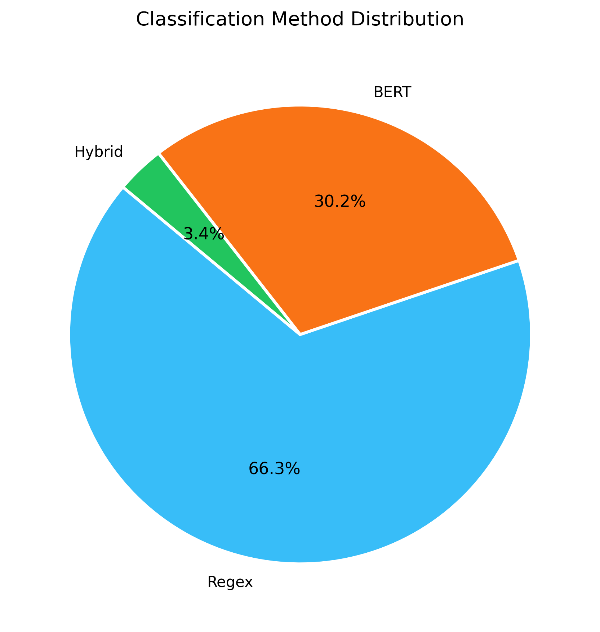 Classification Method Distribution
BERT
Hybrid
30.2%
3.4%
66.3%
Regex